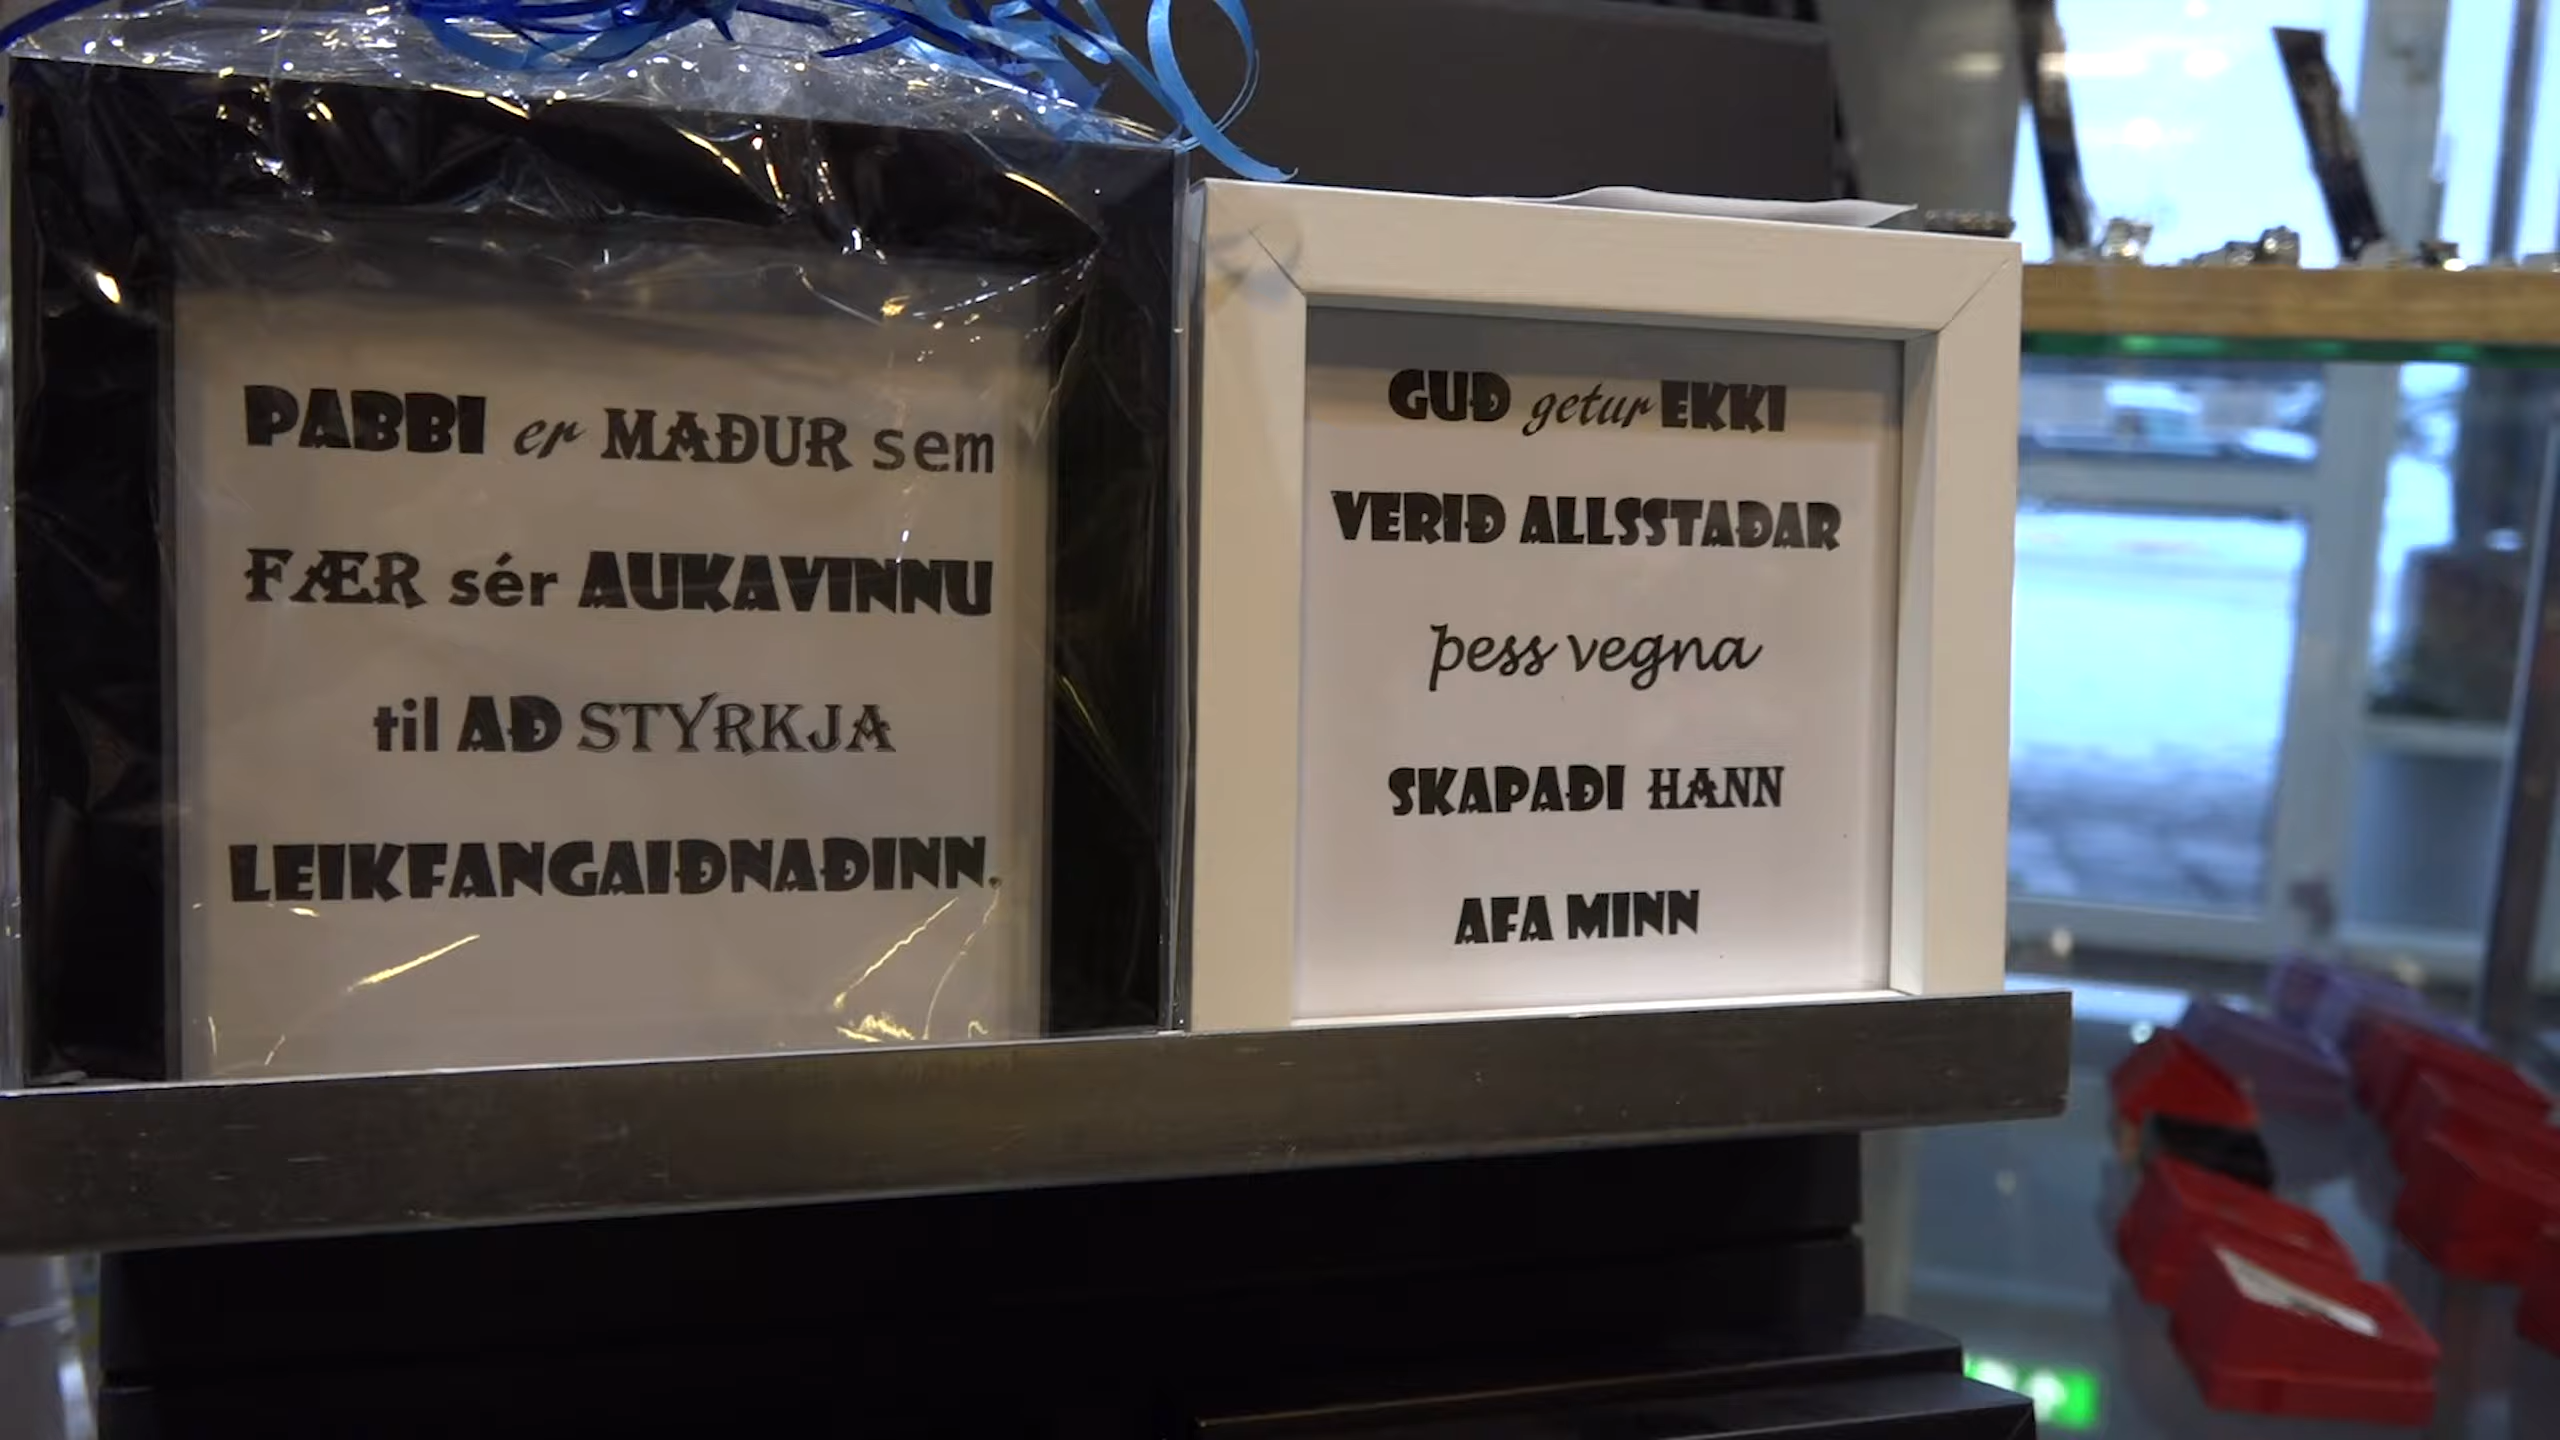 PABBI er MAÐUR sem
FÆR sér AUKAVINNU
til AÐ STYRKJA
LEIKFANGAIÐNAÐINN.
GUÐ getur EKKI
VERIÐ ALLSSTAÐAR
þess vegna
SKAPAÐI HANN
AFA MINN